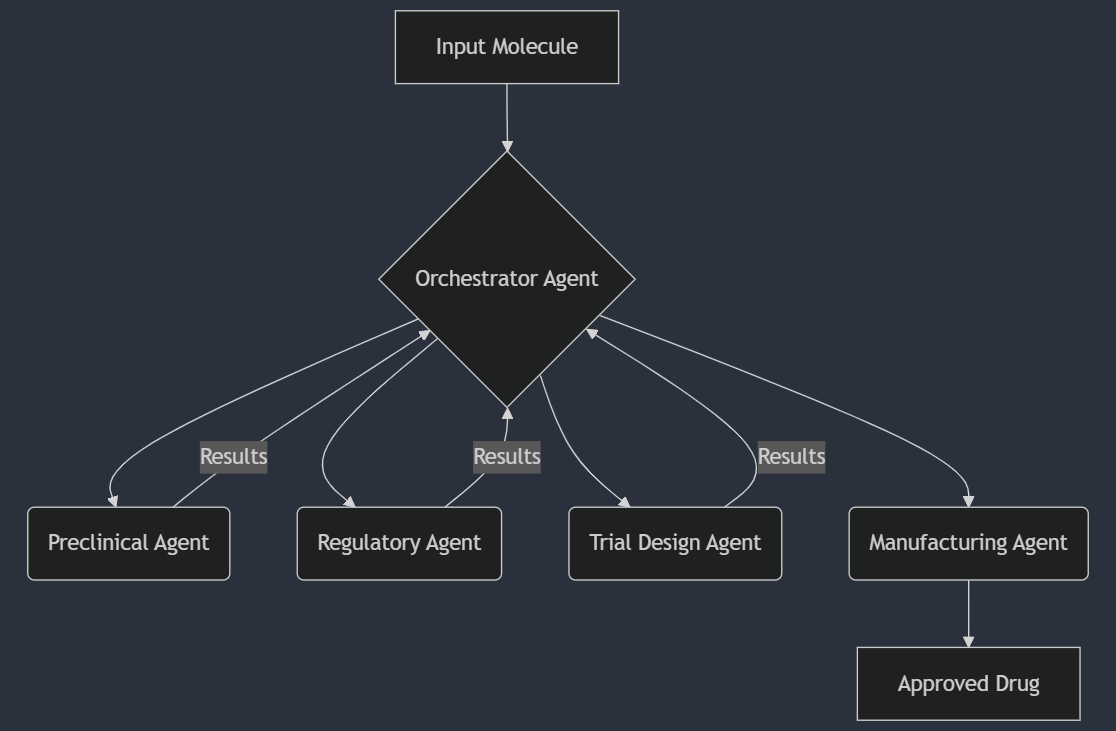 Input Molecule
Orchestrator Agent
Results
Results
Results
Preclinical Agent
Regulatory Agent
Trial Design Agent
Manufacturing Agent
Approved Drug